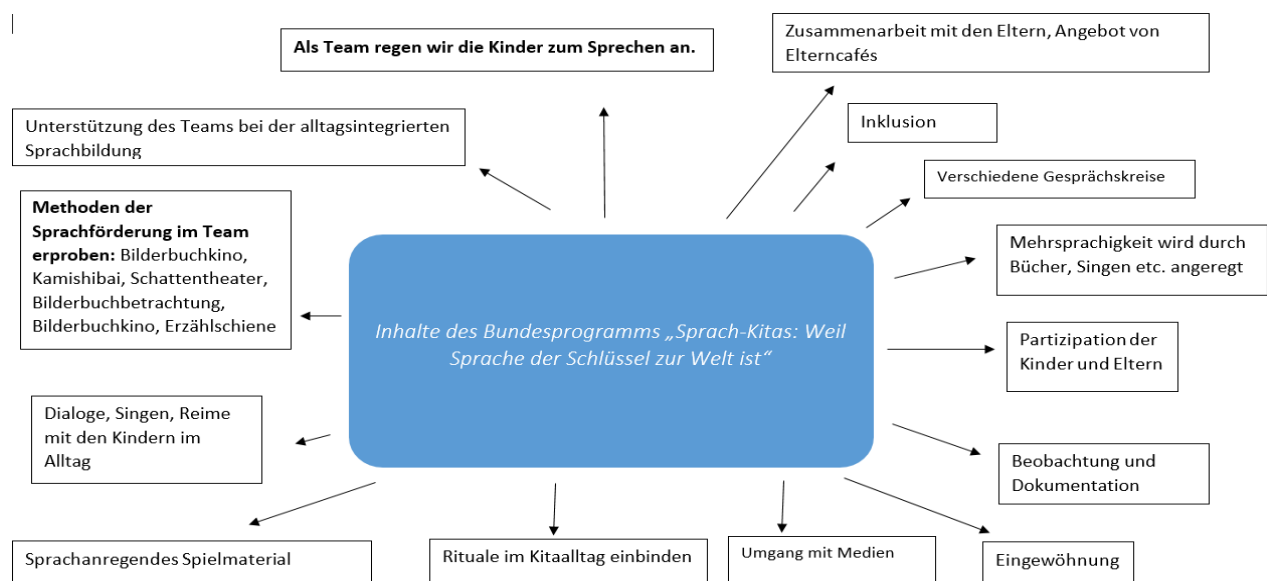 Als Team regen wir die Kinder zum Sprechen an.
Zusammenarbeit mit den Eltern, Angebot von
Elterncafés
Unterstützung des Teams bei der alltagsintegrierten
Sprachbildung
Inklusion
Verschiedene Gesprächskreise
Methoden der
Sprachförderung im Team
erproben: Bilderbuchkino,
Kamishibai, Schattentheater,
Bilderbuchbetrachtung,
Bilderbuchkino, Erzählschiene
Mehrsprachigkeit wird durch
Bücher, Singen etc. angeregt
Inhalte des Bundesprogramms „Sprach-Kitas: Weil
Sprache der Schlüssel zur Welt ist“
Partizipation der
Kinder und Eltern
Dialoge, Singen, Reime
mit den Kindern im
Alltag
Beobachtung und
Dokumentation
Sprachanregendes Spielmaterial
Rituale im Kitaalltag einbinden
Umgang mit Medien
Eingewöhnung